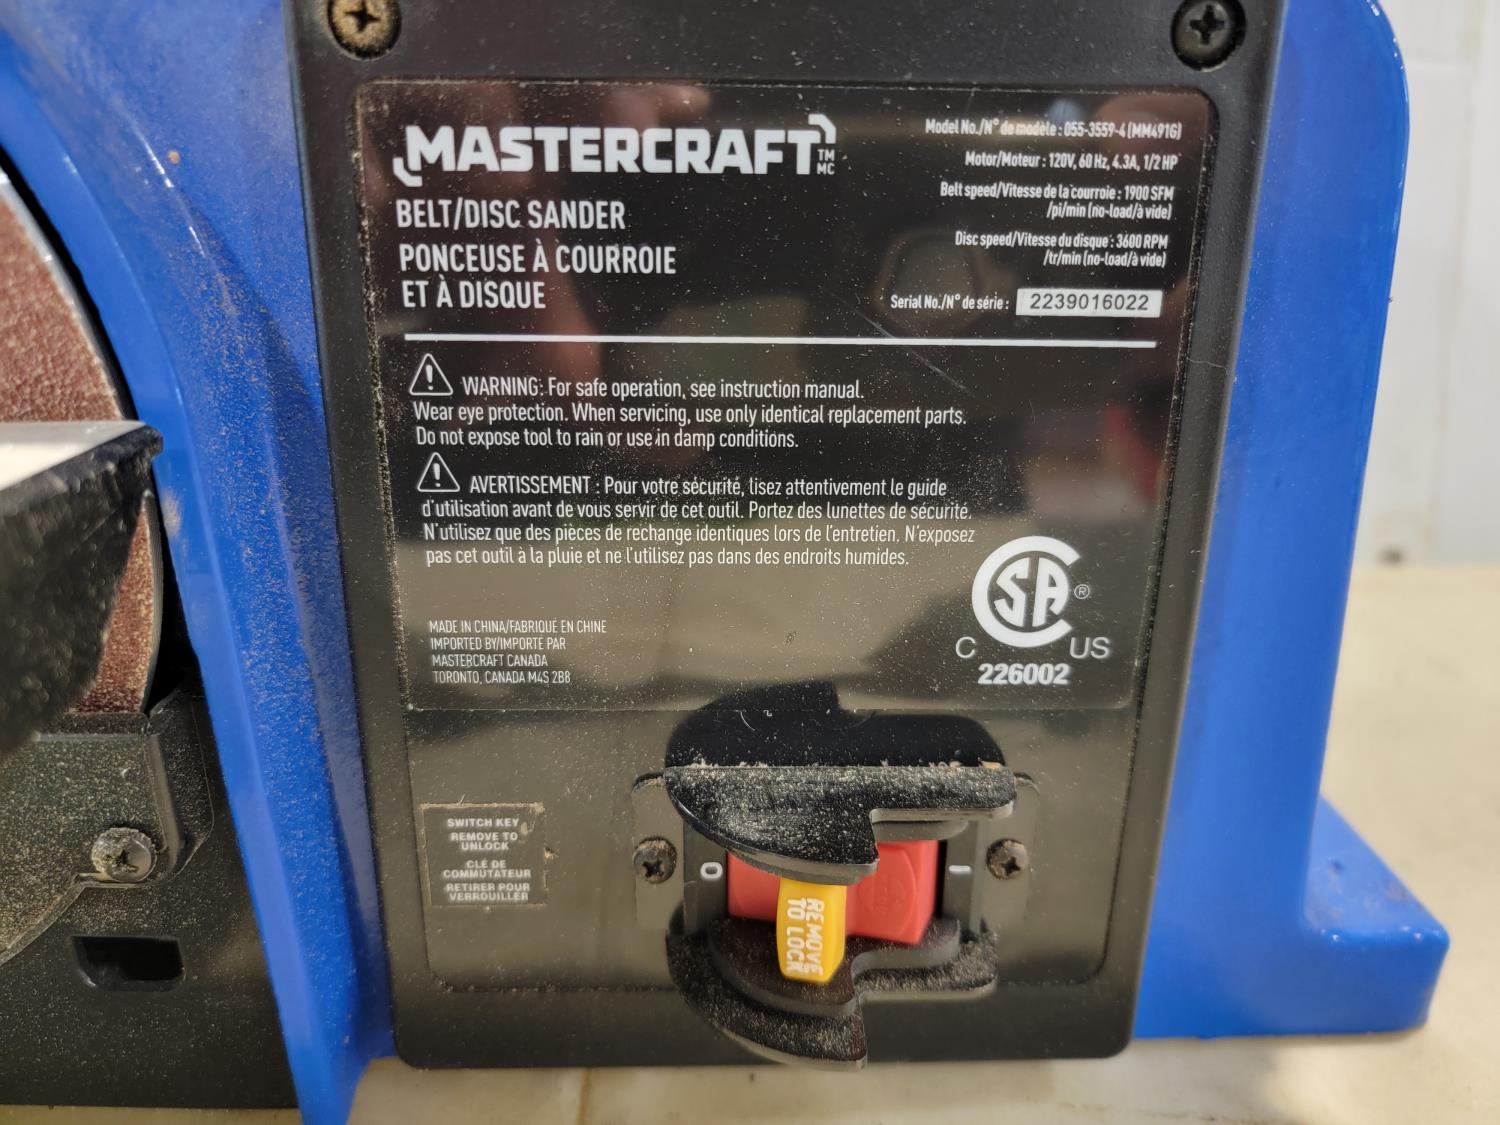 MASTERCRAFT TM MC
BELT/DISC SANDER
PONCEUSE À COURROIE
ET À DISQUE
Model No./N° de modèle : 055-3559-4 (MM491G)
Motor/Moteur : 120V, 60 Hz, 4.3A, 1/2 HP
Belt speed/Vitesse de la courroie : 1900 SFM
/pi/min (no-load/à vide)
Disc speed/Vitesse du disque : 3600 RPM
/tr/min (no-load/à vide)
Serial No./N° de série : 2239016022
WARNING: For safe operation, see instruction manual.
Wear eye protection. When servicing, use only identical replacement parts.
Do not expose tool to rain or use in damp conditions.
AVERTISSEMENT : Pour votre sécurité, lisez attentivement le guide
d'utilisation avant de vous servir de cet outil. Portez des lunettes de sécurité.
N'utilisez que des pièces de rechange identiques lors de l'entretien. N'exposez
pas cet outil à la pluie et ne l'utilisez pas dans des endroits humides.
MADE IN CHINA/FABRIQUÉ EN CHINE
IMPORTED BY/IMPORTÉ PAR
MASTERCRAFT CANADA
TORONTO, CANADA M4S 2B8
CSA ®
C US
226002
SWITCH KEY
REMOVE TO
UNLOCK
CLÉ DE
COMMUTATEUR
RETIRER POUR
VERROUILLER
O I
REMOVE
TO LOCK